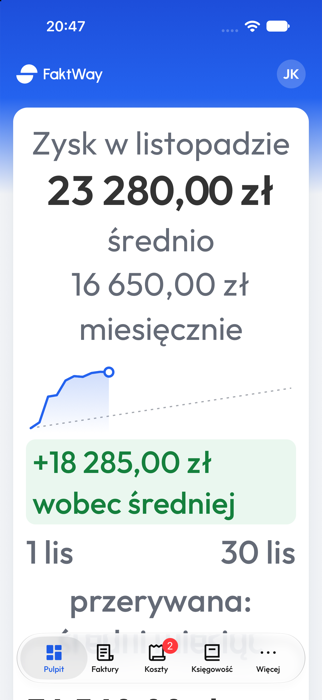 20:47
FaktWay
JK
Zysk w listopadzie
23 280,00 zł
średnio
16 650,00 zł
miesięcznie
+18 285,00 zł
wobec średniej
1 lis
30 lis
przerywana:
2
Pulpit
Faktury
Koszty
Księgowość
Więcej